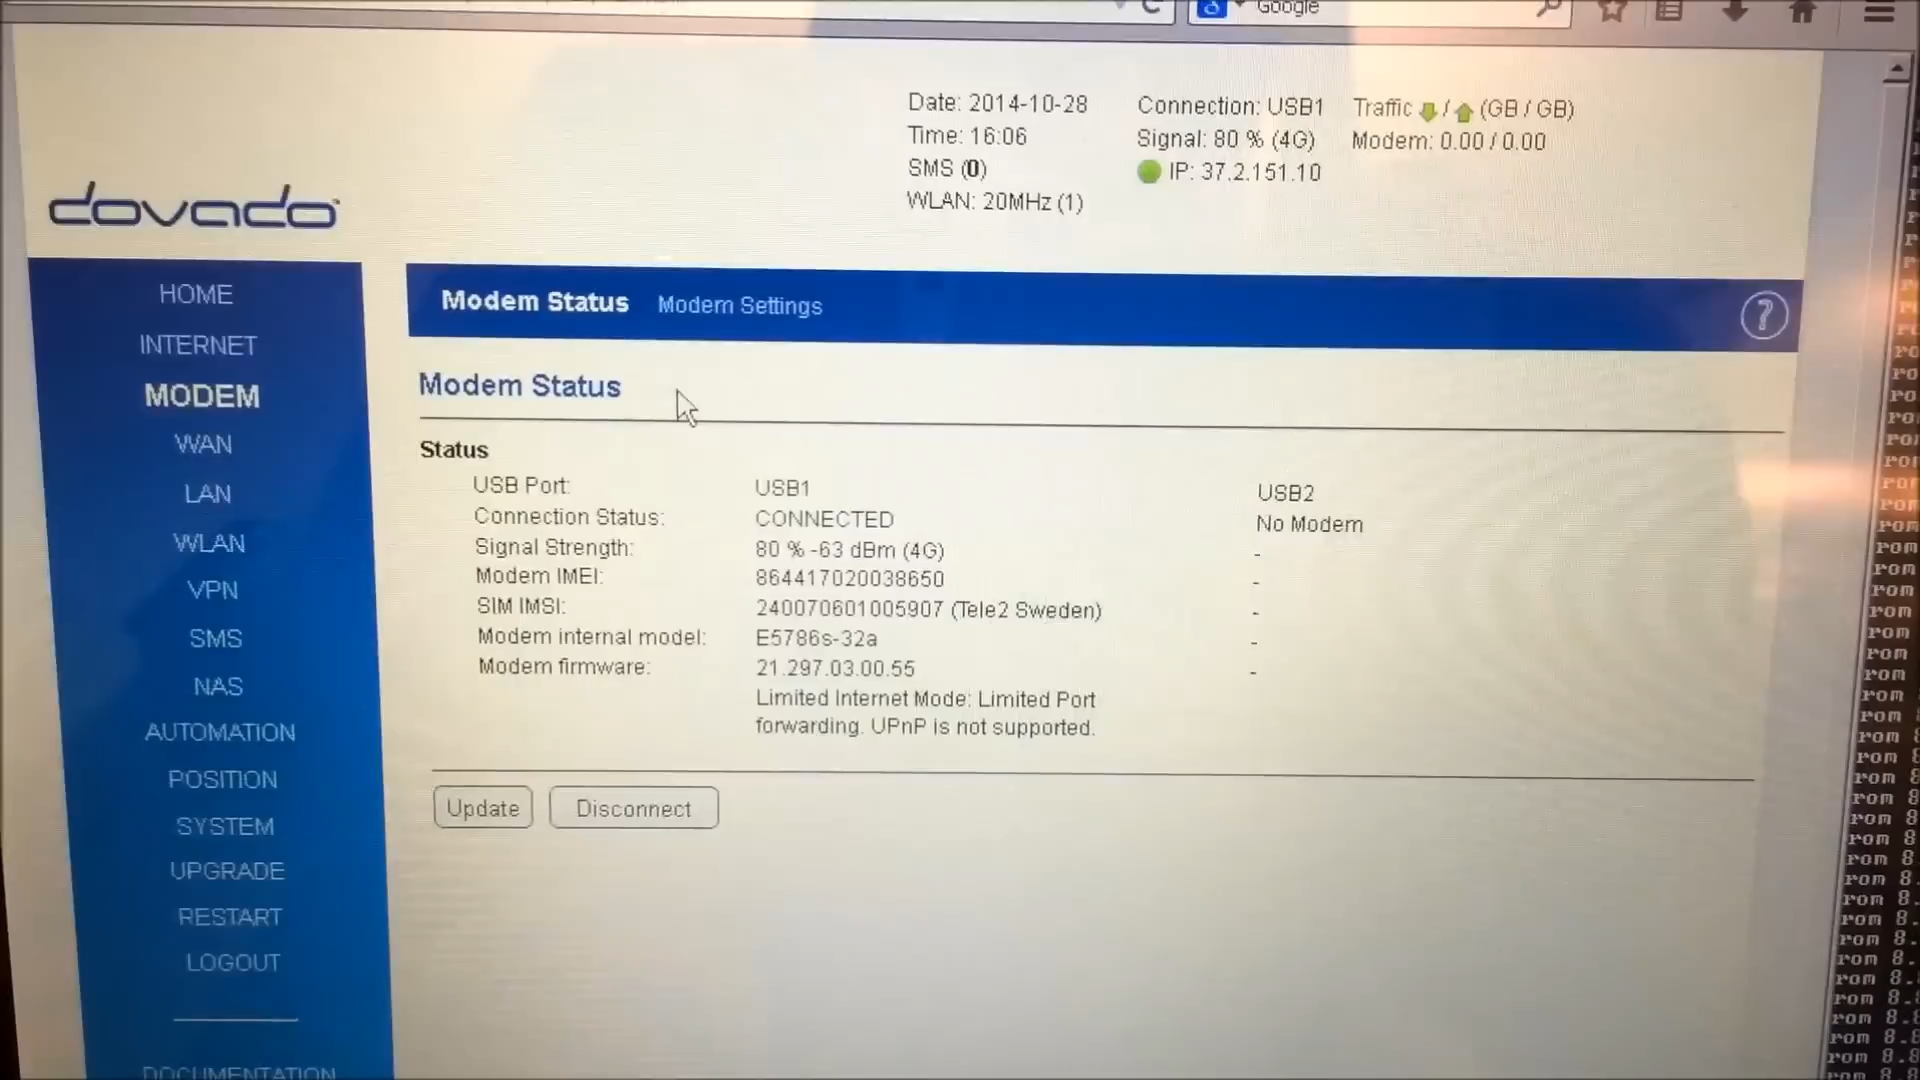 Google
Date: 2014-10-28
Time: 16:06
SMS (0)
WLAN: 20MHz (1)
Connection: USB1
Signal: 80 % (4G)
IP: 37.2.151.10
Traffic / (GB / GB)
Modem: 0.00 / 0.00
dovado
HOME
INTERNET
MODEM
WAN
LAN
WLAN
VPN
SMS
NAS
AUTOMATION
POSITION
SYSTEM
UPGRADE
RESTART
LOGOUT
DOCUMENTATION
Modem Status Modem Settings ?
Modem Status
Status
USB Port: USB1 USB2
Connection Status: CONNECTED No Modem
Signal Strength: 80 % -63 dBm (4G) -
Modem IMEI: 864417020038650 -
SIM IMSI: 240070601005907 (Tele2 Sweden) -
Modem internal model: E5786s-32a -
Modem firmware: 21.297.03.00.55 -
Limited Internet Mode: Limited Port
forwarding. UPnP is not supported.
Update Disconnect